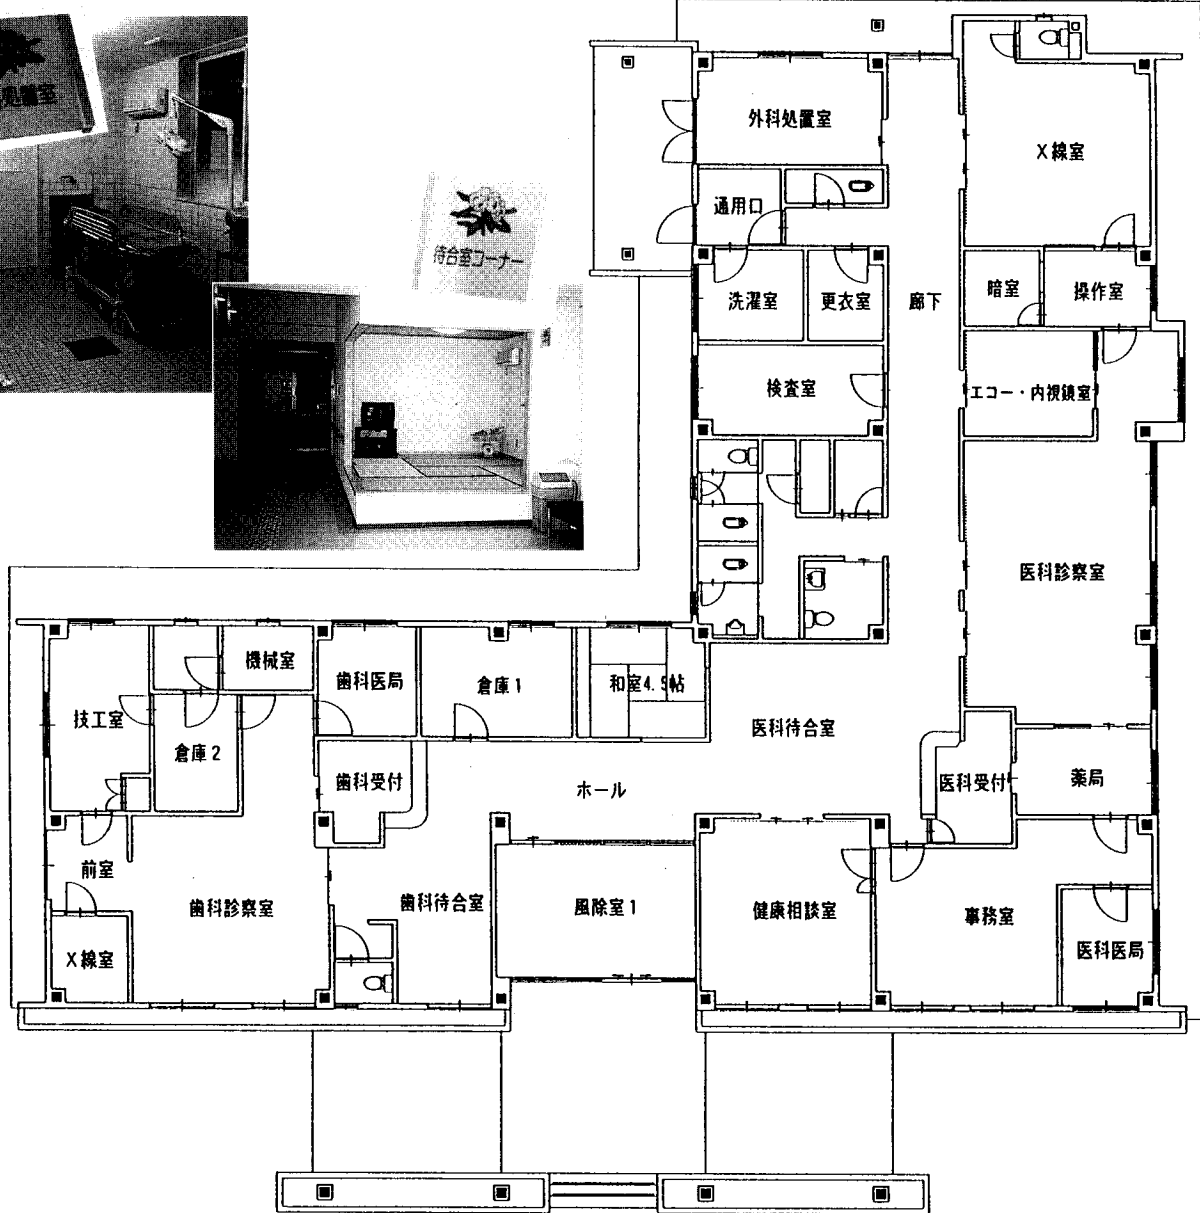 処置室
待合室コーナー
外科処置室
X線室
通用口
洗濯室
更衣室
廊下
暗室
操作室
検査室
エコー・内視鏡室
医科診察室
機械室
歯科医局
倉庫1
和室4.5帖
技工室
倉庫2
歯科受付
ホール
医科待合室
医科受付
薬局
前室
歯科診察室
歯科待合室
風除室1
健康相談室
事務室
X線室
医科医局